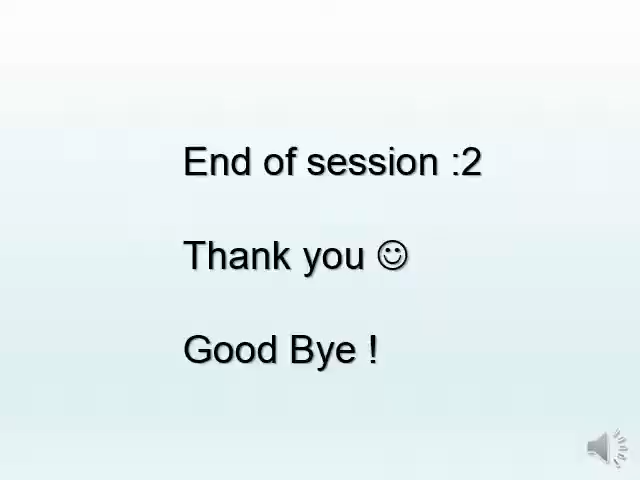 End of session :2
Thank you ☺
Good Bye !